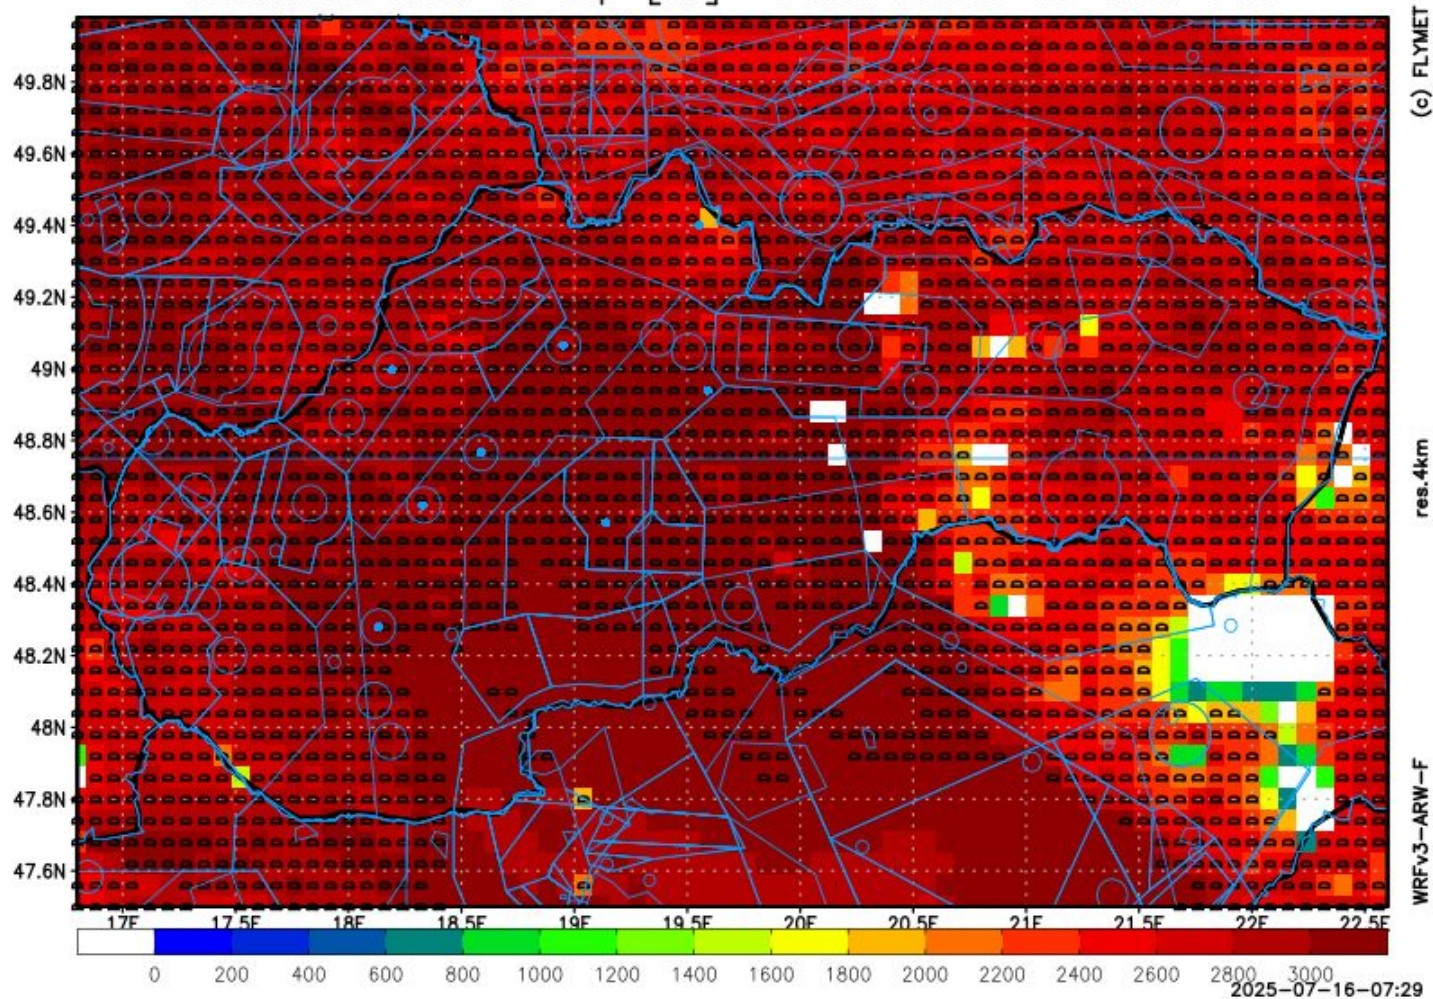 49.8N
49.6N
49.4N
49.2N
49N
48.8N
48.6N
48.4N
48.2N
48N
47.8N
47.6N
17E 17.5E 18E 18.5E 19E 19.5E 20E 20.5E 21E 21.5E 22E 22.5E
0 200 400 600 800 1000 1200 1400 1600 1800 2000 2200 2400 2600 2800 3000
2025-07-16-07:29
(c) FLYMET
res.4km
WRFv3-ARW-F